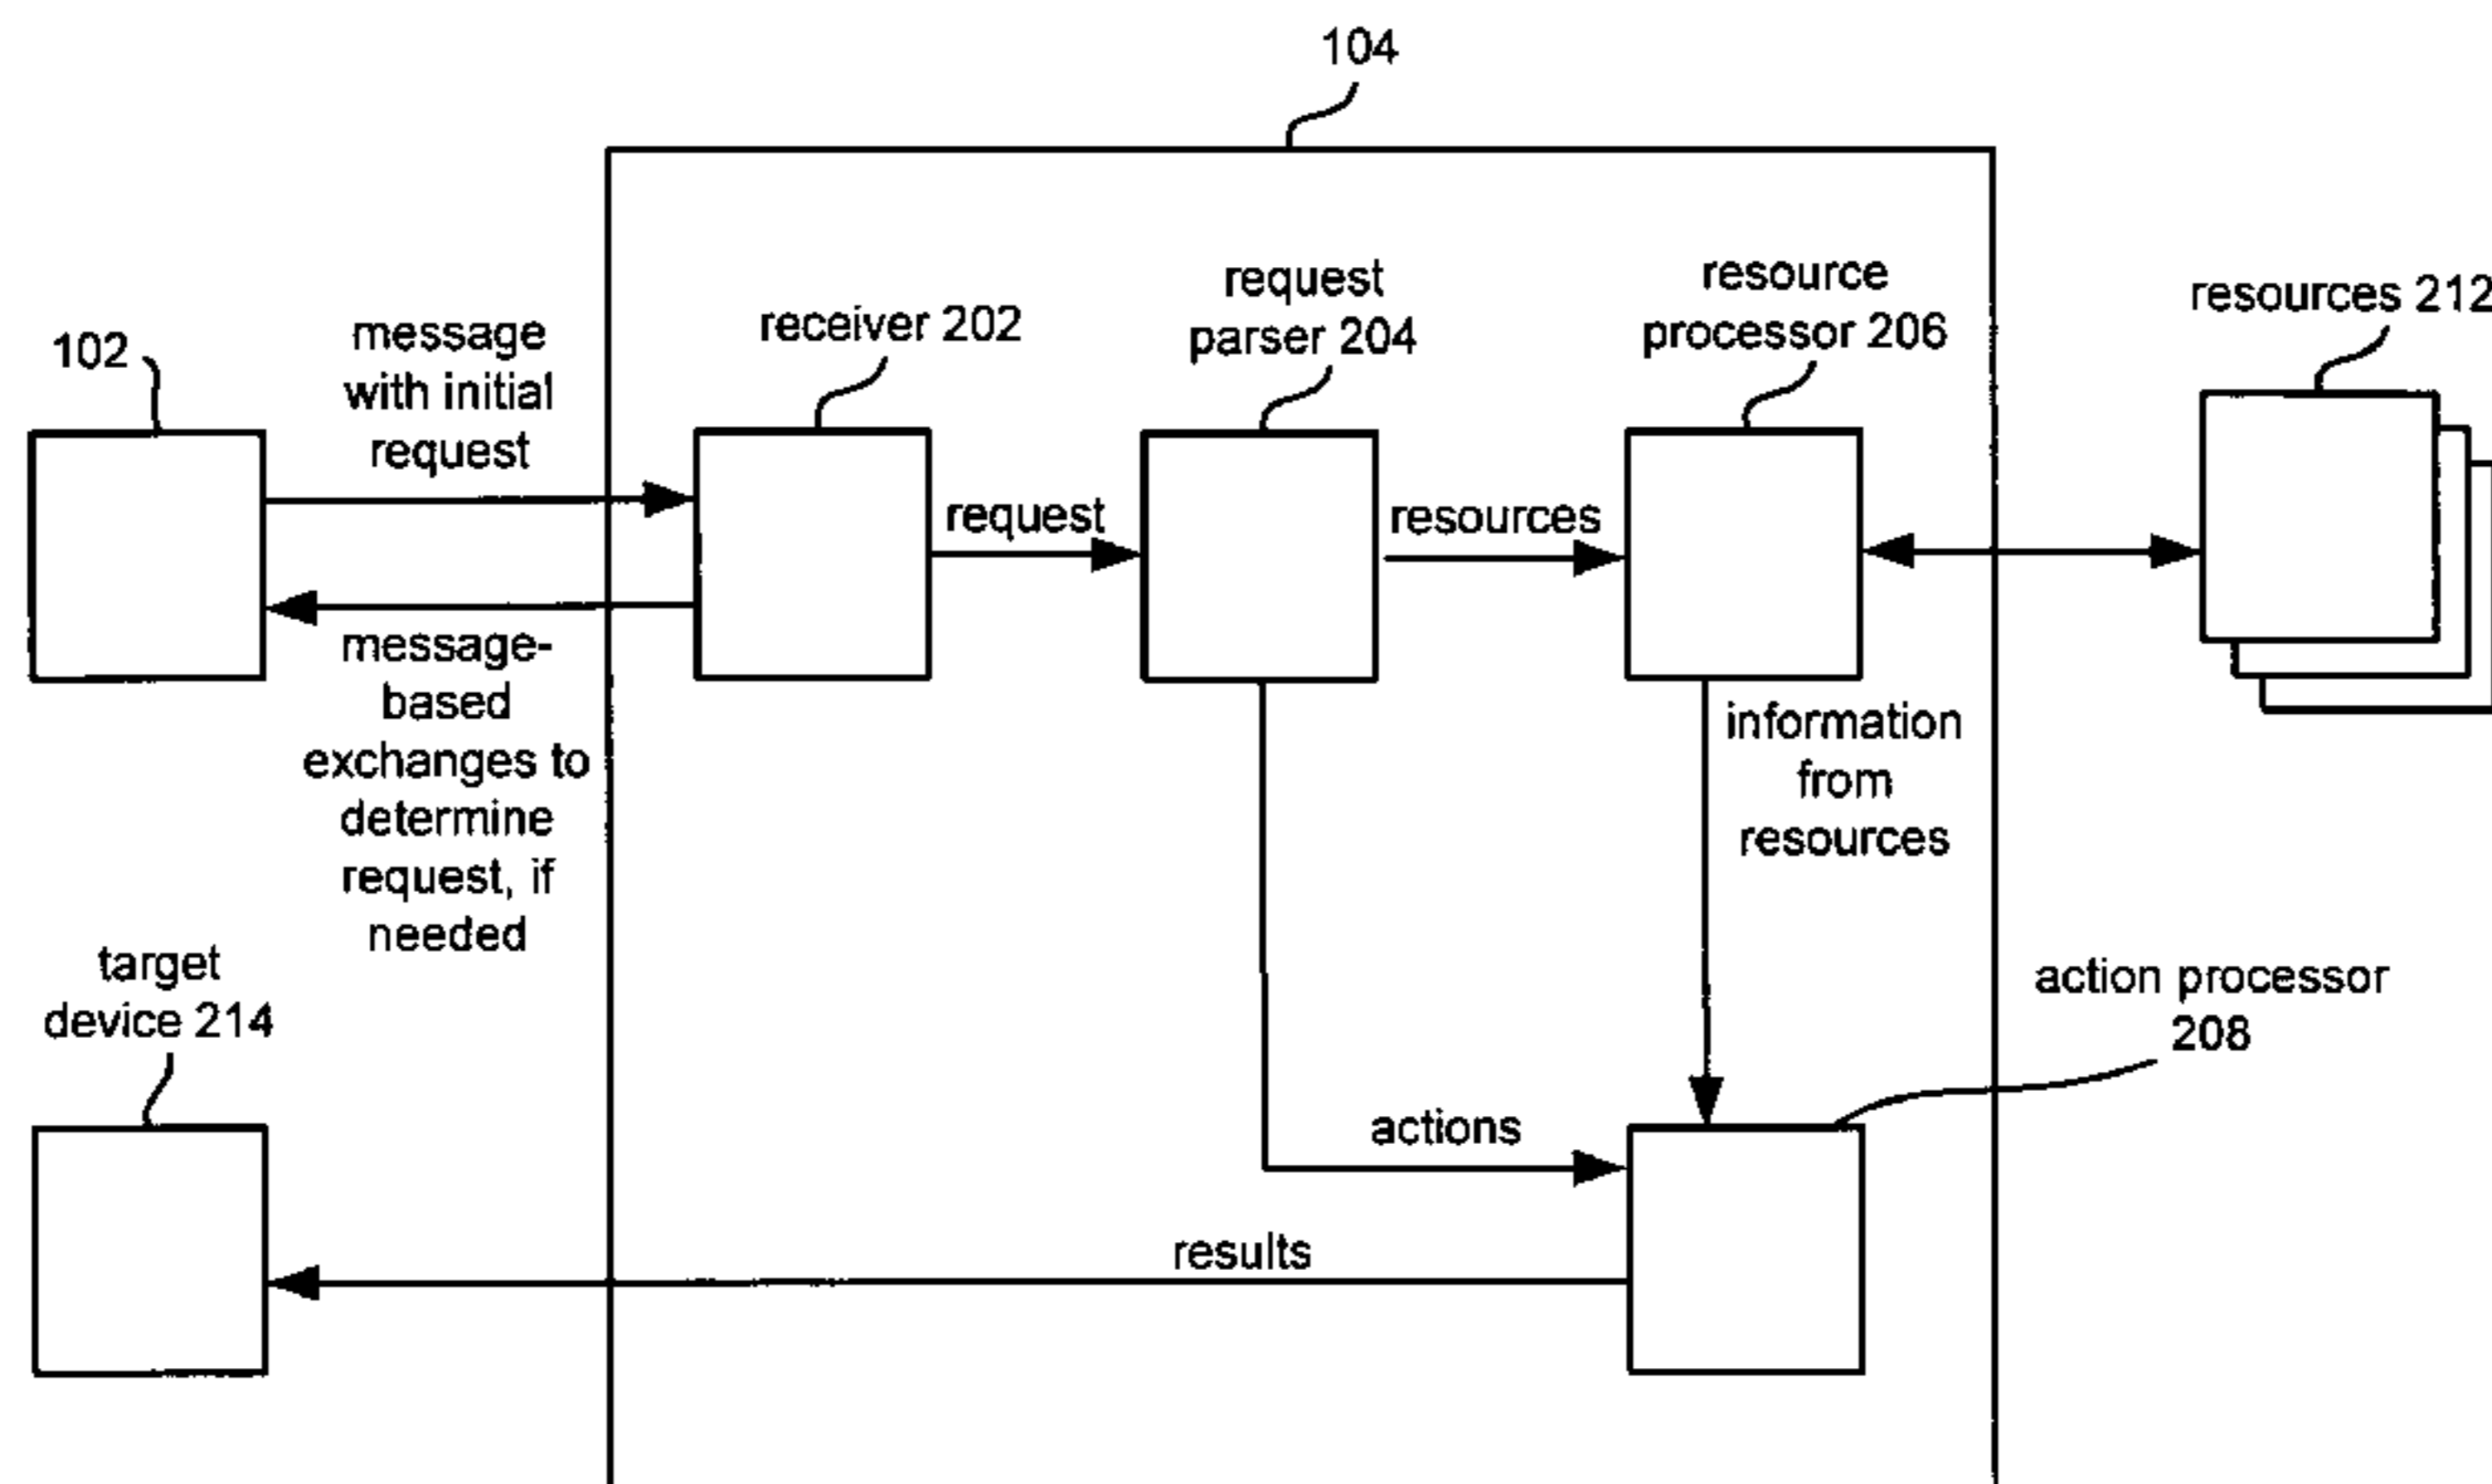 104
102
message
with initial
request
receiver 202
request
parser 204
resource
processor 206
resources 212
request
resources
message-
based
exchanges to
determine
request, if
needed
information
from
resources
target
device 214
action processor
208
actions
results